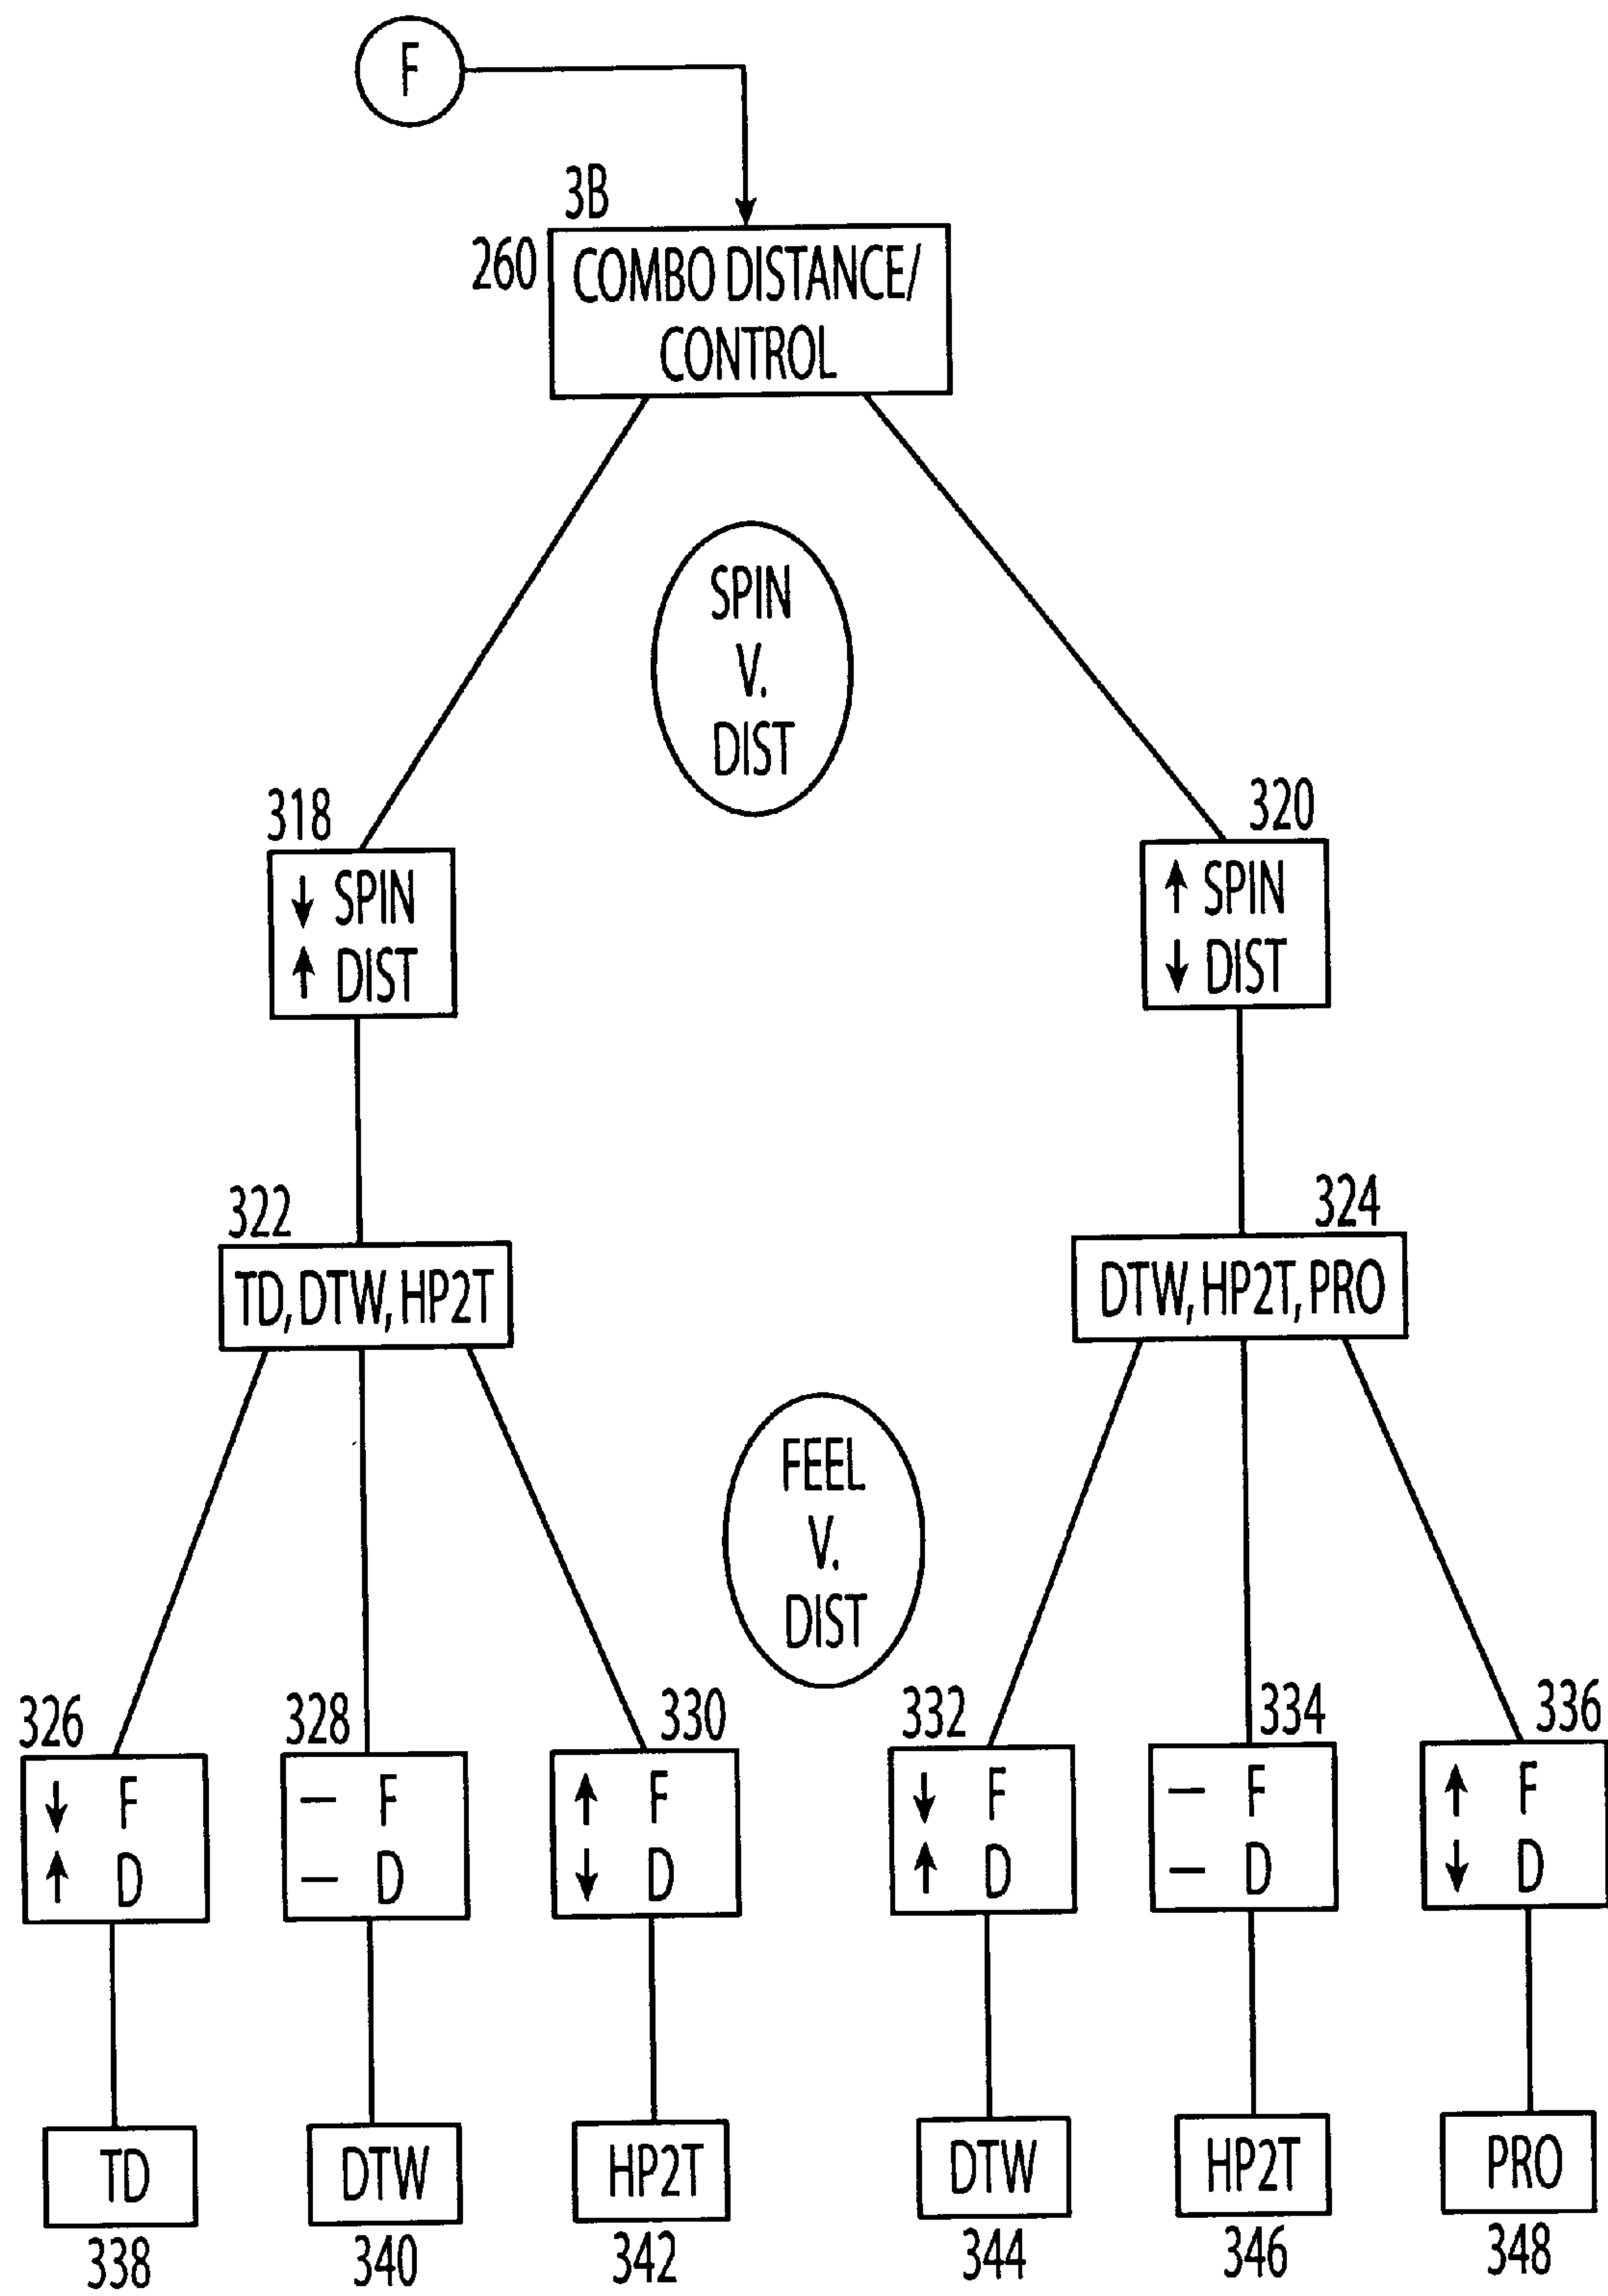 F
3B
260
COMBO DISTANCE/
CONTROL
SPIN
V.
DIST
318
↓ SPIN
↑ DIST
320
↑ SPIN
↓ DIST
322
TD, DTW, HP2T
324
DTW, HP2T, PRO
FEEL
V.
DIST
326
↓ F
↑ D
328
— F
— D
330
↑ F
↓ D
332
↓ F
↑ D
334
— F
— D
336
↑ F
↓ D
TD
338
DTW
340
HP2T
342
DTW
344
HP2T
346
PRO
348